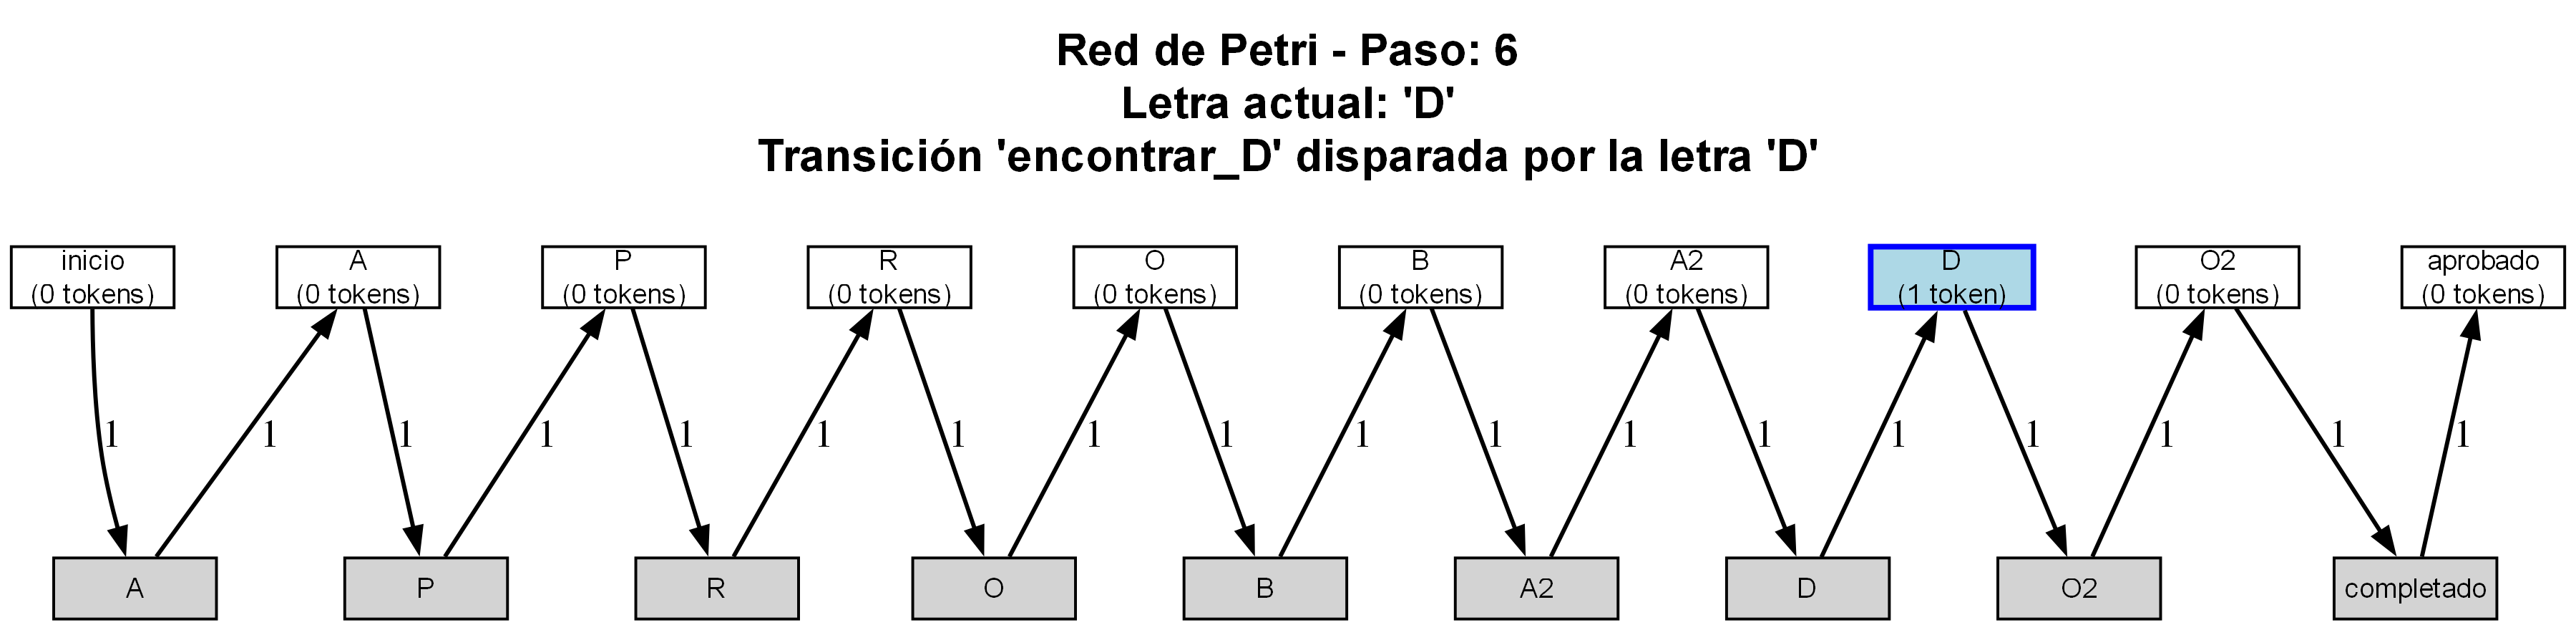 Red de Petri - Paso: 6
Letra actual: 'D'
Transición 'encontrar_D' disparada por la letra 'D'
inicio
(0 tokens)
A
(0 tokens)
P
(0 tokens)
R
(0 tokens)
O
(0 tokens)
B
(0 tokens)
A2
(0 tokens)
D
(1 token)
O2
(0 tokens)
aprobado
(0 tokens)
1 1 1 1 1 1 1 1 1 1 1 1 1 1 1 1 1 1
A
P
R
O
B
A2
D
O2
completado